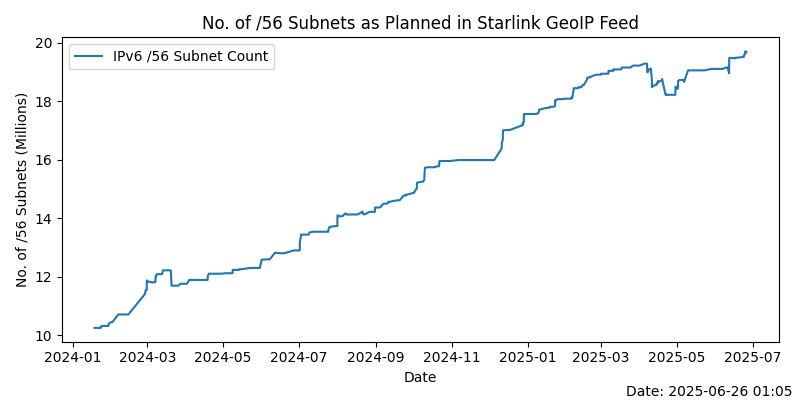 No. of /56 Subnets as Planned in Starlink GeoIP Feed
IPv6 /56 Subnet Count
No. of /56 Subnets (Millions)
20
18
16
14
12
10
2024-01 2024-03 2024-05 2024-07 2024-09 2024-11 2025-01 2025-03 2025-05 2025-07
Date
Date: 2025-06-26 01:05